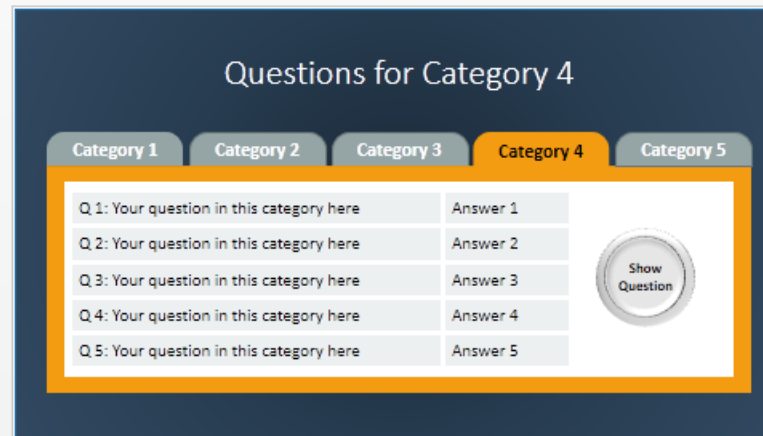 Questions for Category 4
Category 1 Category 2 Category 3 Category 4 Category 5
Q 1: Your question in this category here Answer 1
Q 2: Your question in this category here Answer 2
Q 3: Your question in this category here Answer 3
Q 4: Your question in this category here Answer 4
Q 5: Your question in this category here Answer 5
Show
Question